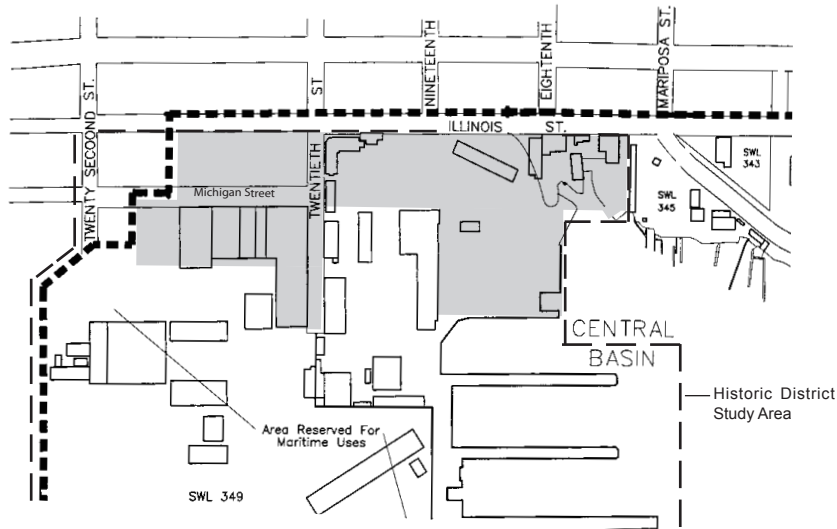 TWENTY SECOOND ST.
ST
NINETEENTH
EIGHTENTH
MARIPOSA ST.
ILLINOIS ST.
SWL
343
SWL
345
Michigan Street
TWENTIETH
CENTRAL
BASIN
Historic District
Study Area
Area Reserved For
Maritime Uses
SWL 349